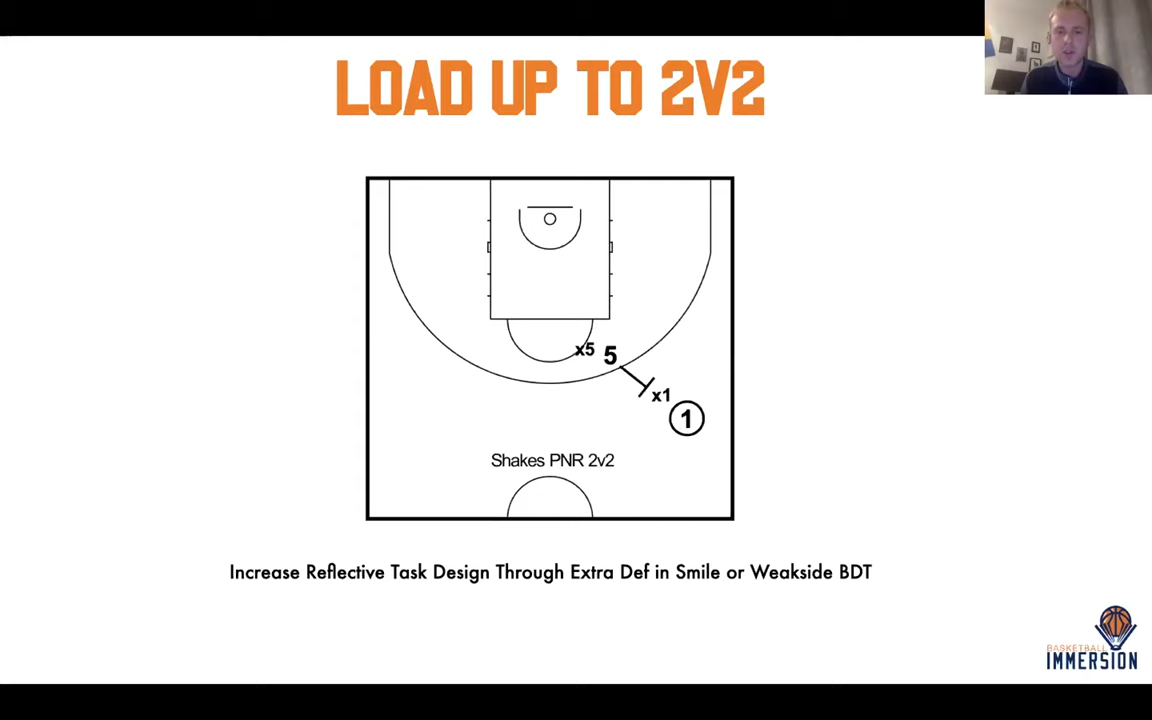 LOAD UP TO 2V2
x5 5
x1
1
Shakes PNR 2v2
Increase Reflective Task Design Through Extra Def in Smile or Weakside BDT
BASKETBALL
IMMERSION